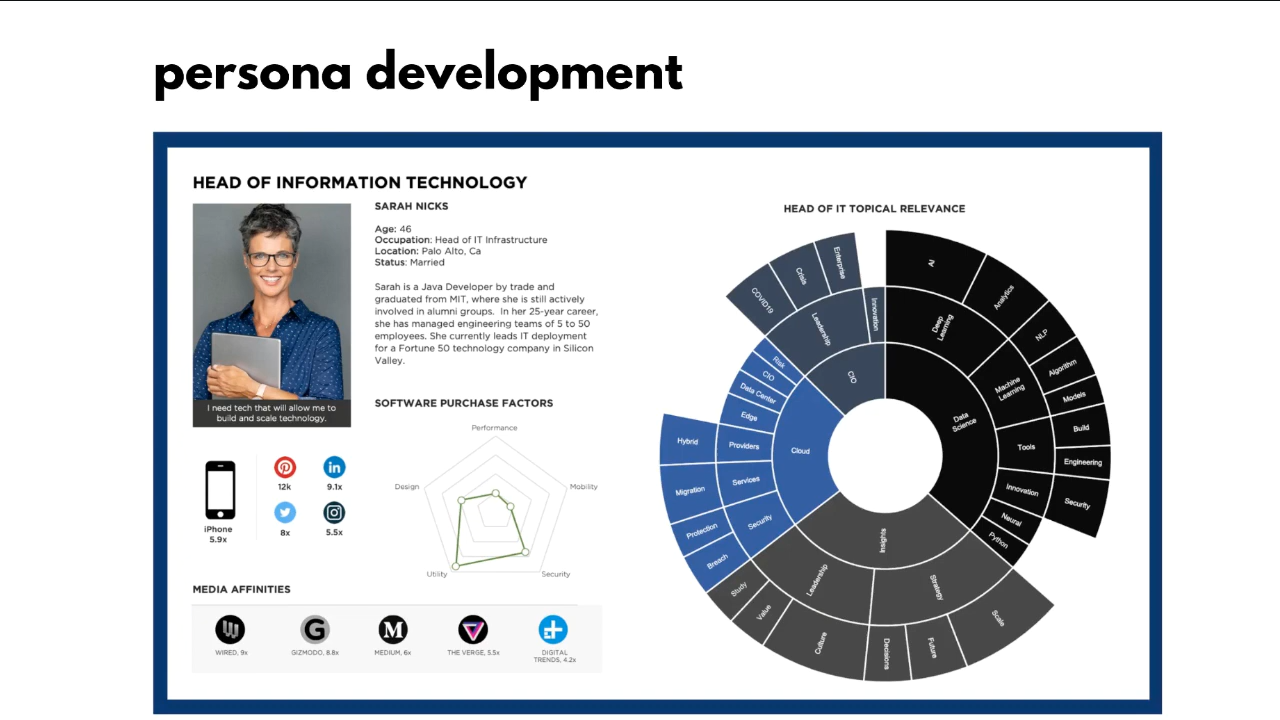 persona development
HEAD OF INFORMATION TECHNOLOGY
I need tech that will allow me to
build and scale technology.
SARAH NICKS
Age: 46
Occupation: Head of IT Infrastructure
Location: Palo Alto, Ca
Status: Married
Sarah is a Java Developer by trade and
graduated from MIT, where she is still actively
involved in alumni groups. In her 25-year career,
she has managed engineering teams of 5 to 50
employees. She currently leads IT deployment
for a Fortune 50 technology company in Silicon
Valley.
iPhone
5.9x
12k
9.1x
8x
5.5x
SOFTWARE PURCHASE FACTORS
Performance
Design
Mobility
Utility
Security
MEDIA AFFINITIES
WIRED, 9x
G
GIZMODO, 8.8x
M
MEDIUM, 6x
THE VERGE, 5.5x
DIGITAL
TRENDS, 4.2x
HEAD OF IT TOPICAL RELEVANCE
Data
Science
Deep
Learning
AI
Analytics
Machine
Learning
NLP
Algorithm
Models
Tools
Build
Engineering
Innovation
Security
Neural
Python
Insights
Strategy
Scale
Future
Decisions
Leadership
Culture
Value
Study
Cloud
Security
Breach
Protection
Services
Migration
Providers
Hybrid
Edge
Data Center
CIO
Risk
CIO
Leadership
COVID19
Crisis
Enterprise
Innovation